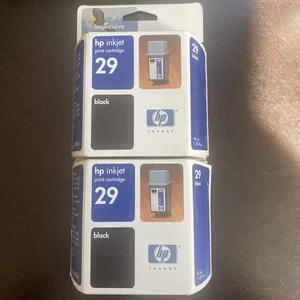 impressive
hp inkjet
print cartridge
29
black
29
black
hp
invent
hp inkjet
print cartridge
29
black
29
black
hp
invent